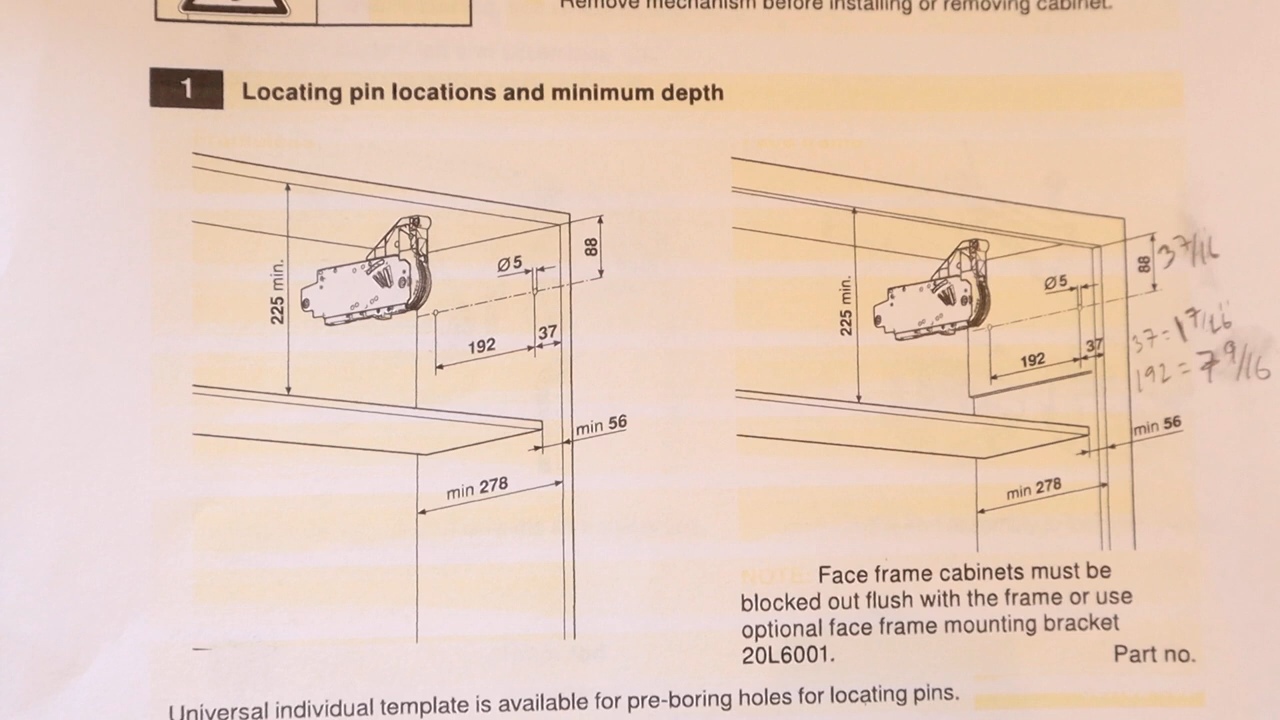 Remove mechanism before installing or removing cabinet.
1 Locating pin locations and minimum depth
225 min.
Ø5
88
192
37
min 56
min 278
225 min.
Ø5
88 3 7/16
192
37
37 = 1 7/16
192 = 7 9/16
min 56
min 278
NOTE: Face frame cabinets must be
blocked out flush with the frame or use
optional face frame mounting bracket
20L6001. Part no.
Universal individual template is available for pre-boring holes for locating pins.